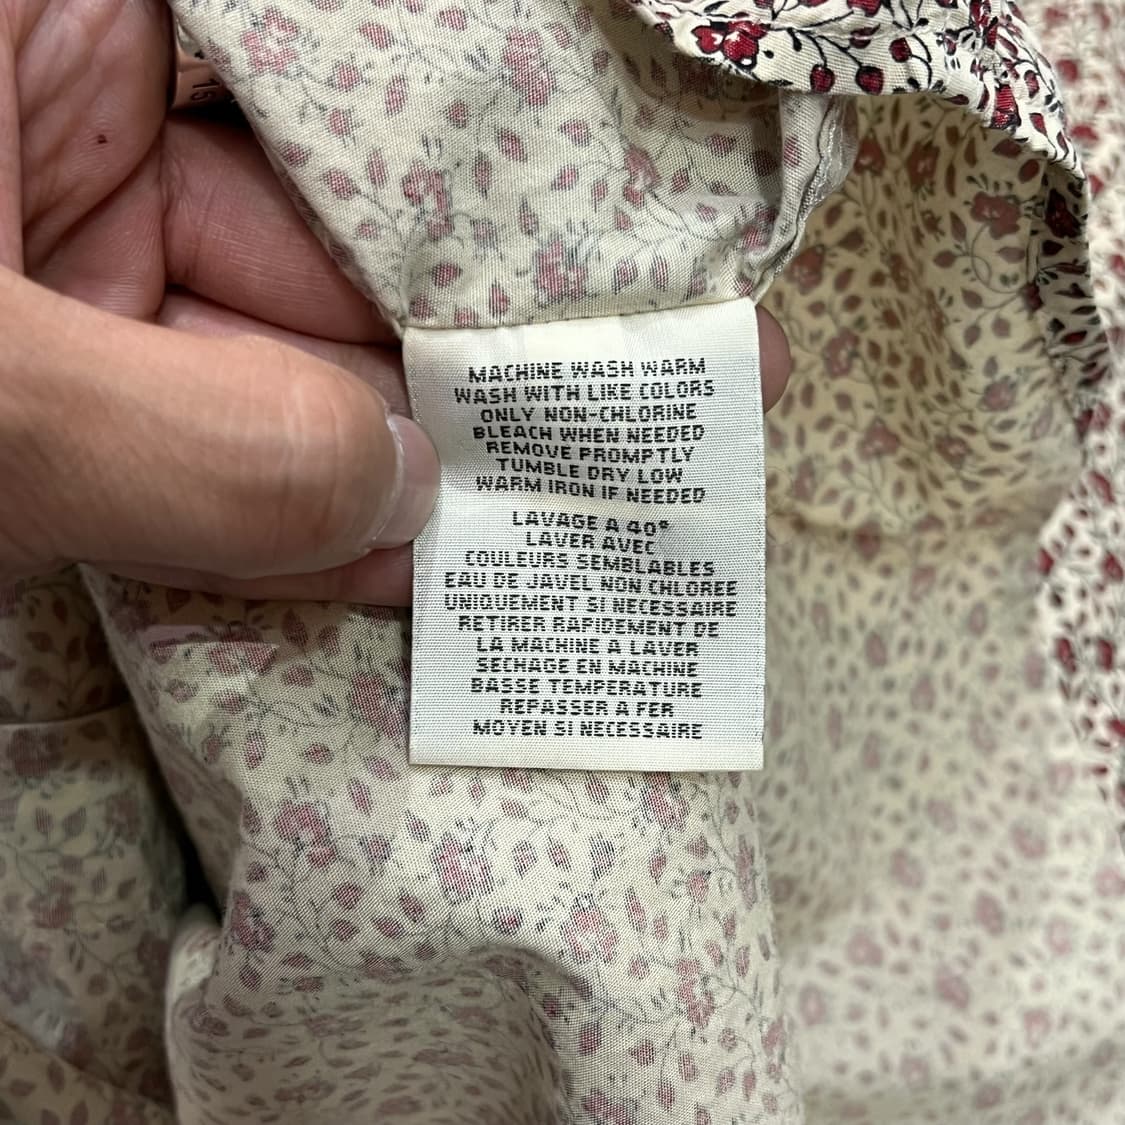 MACHINE WASH WARM
WASH WITH LIKE COLORS
ONLY NON-CHLORINE
BLEACH WHEN NEEDED
REMOVE PROMPTLY
TUMBLE DRY LOW
WARM IRON IF NEEDED
LAVAGE A 40°
LAVER AVEC
COULEURS SEMBLABLES
EAU DE JAVEL NON CHLOREE
UNIQUEMENT SI NECESSAIRE
RETIRER RAPIDEMENT DE
LA MACHINE A LAVER
SECHAGE EN MACHINE
BASSE TEMPERATURE
REPASSER A FER
MOYEN SI NECESSAIRE